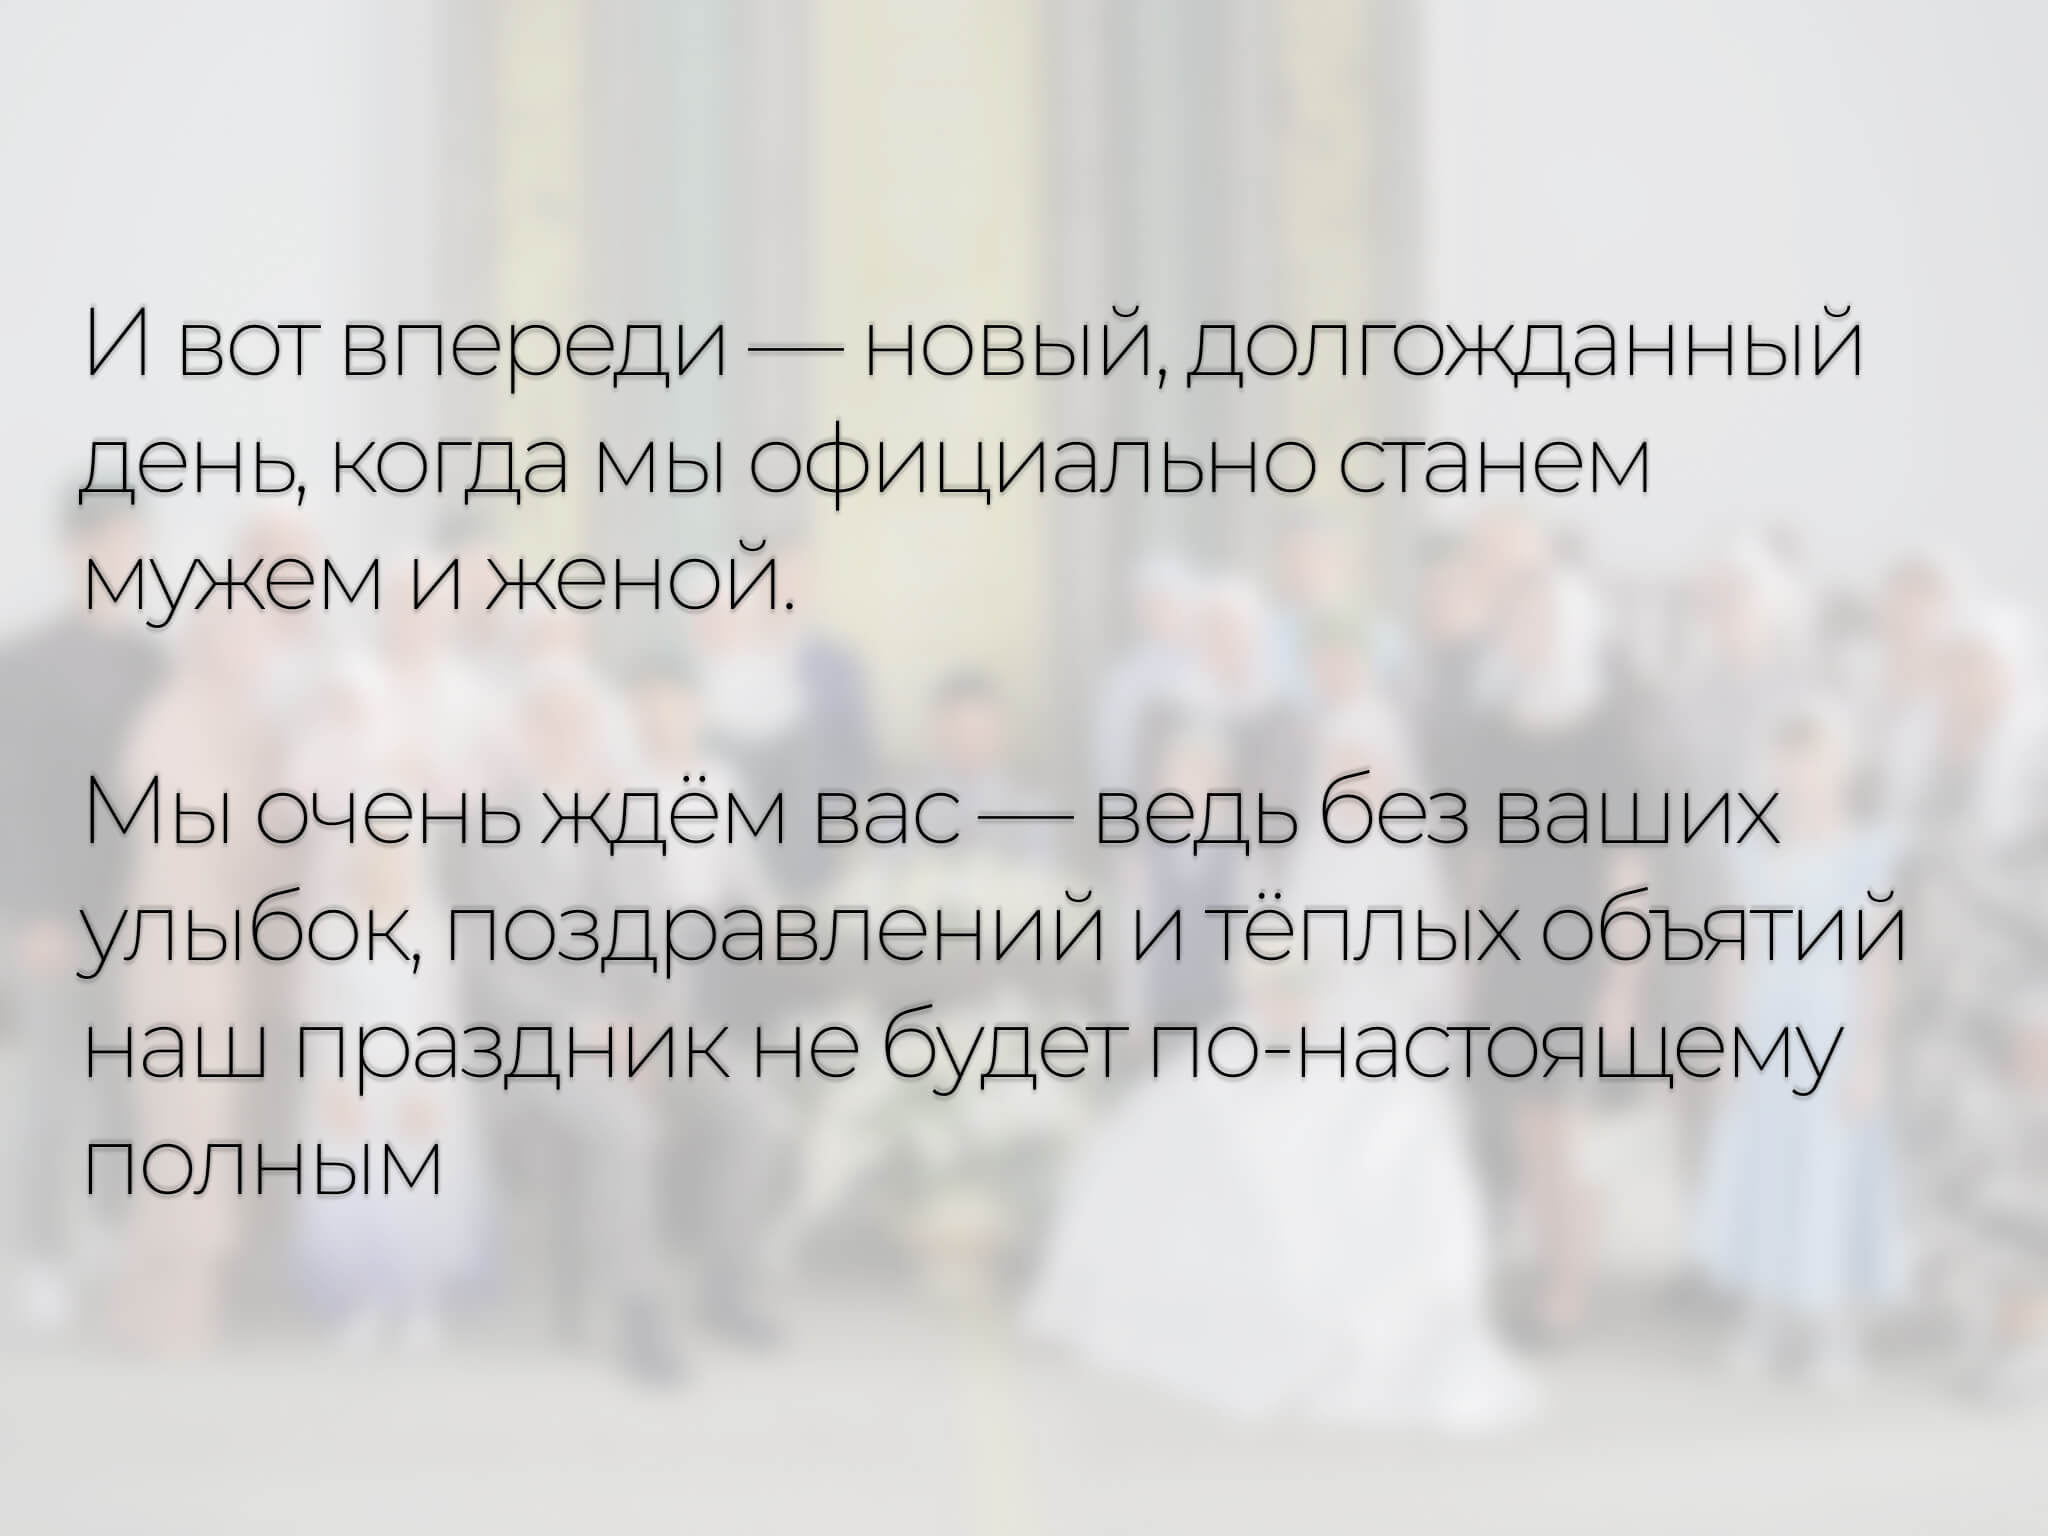 И вот впереди — новый, долгожданный
день, когда мы официально станем
мужем и женой.
Мы очень ждём вас — ведь без ваших
улыбок, поздравлений и тёплых объятий
наш праздник не будет по-настоящему
полным